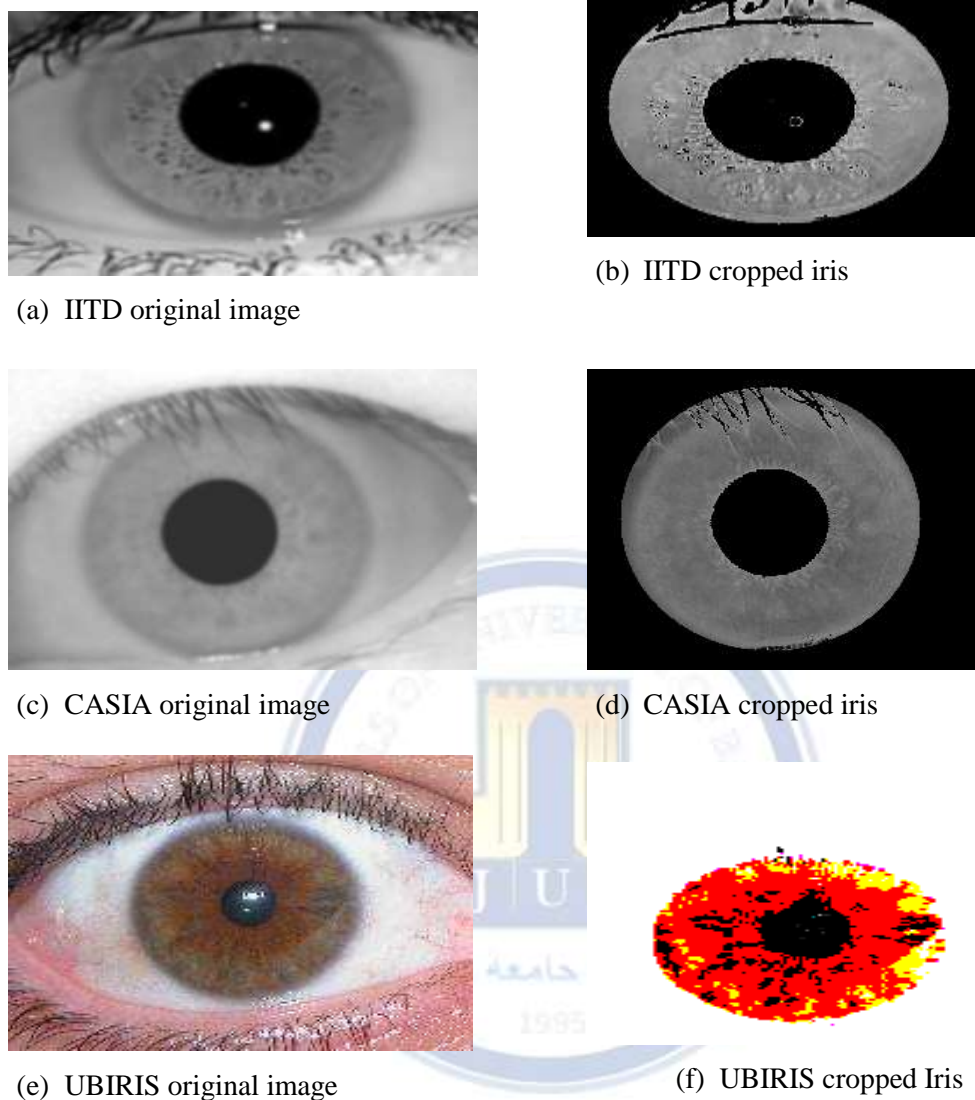 (a) IITD original image
(b) IITD cropped iris
(c) CASIA original image
(d) CASIA cropped iris
J U
جامعة
1995
(e) UBIRIS original image
(f) UBIRIS cropped Iris